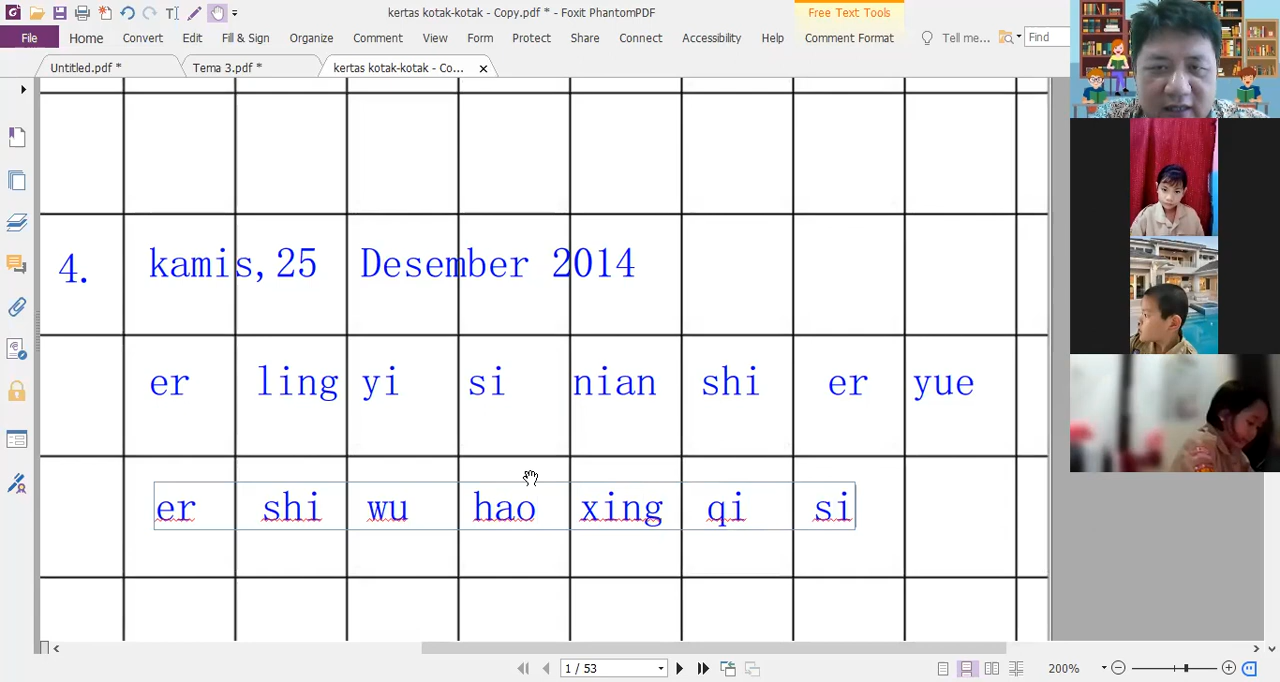 kertas kotak-kotak - Copy.pdf * - Foxit PhantomPDF
Free Text Tools
File Home Convert Edit Fill & Sign Organize Comment View Form Protect Share Connect Accessibility Help Comment Format Tell me... Find
Untitled.pdf * Tema 3.pdf * kertas kotak-kotak - Co...
4. kamis,25 Desember 2014
er ling yi si nian shi er yue
er shi wu hao xing qi si
1 / 53
200%